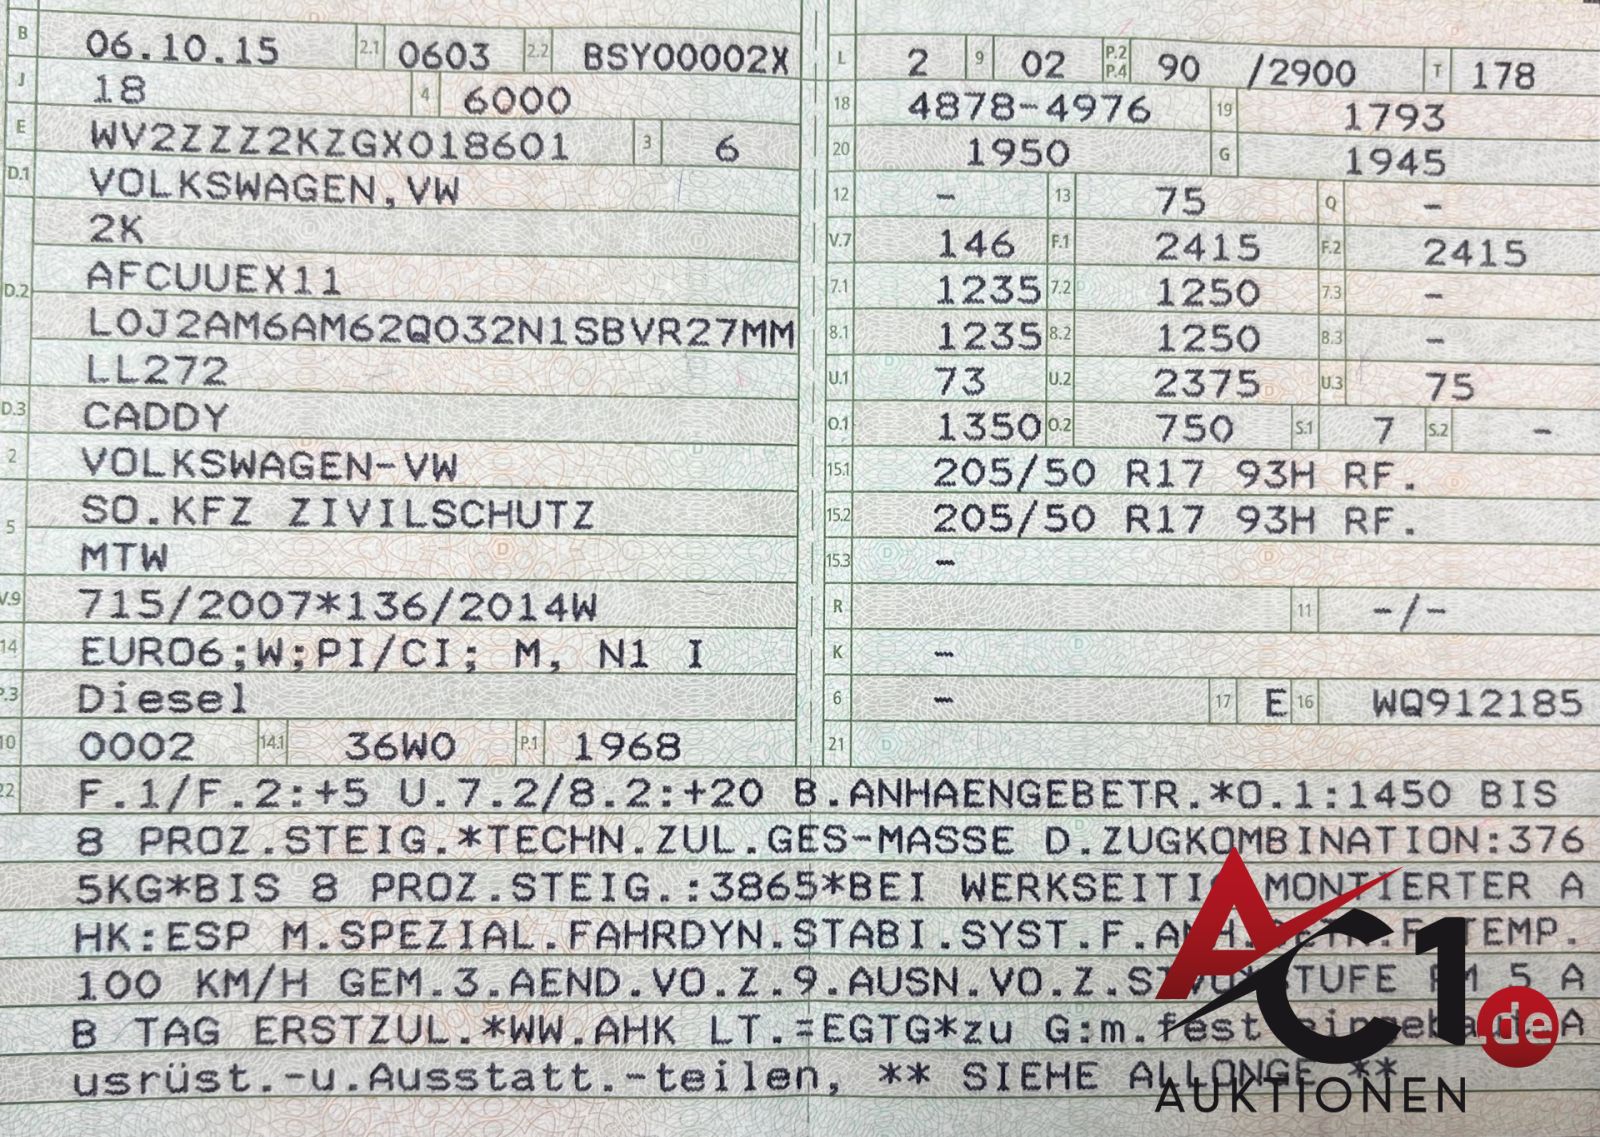 B 06.10.15 2.1 0603 2.2 BSY00002X
J 18 4 6000
E WV2ZZZ2KZGX018601 3 6
D.1 VOLKSWAGEN,VW
2K
D.2 AFCUUEX11
LOJ2AM6AM62Q032N1SBVR27MM
LL272
D.3 CADDY
2 VOLKSWAGEN-VW
5 SO.KFZ ZIVILSCHUTZ
MTW
V.9 715/2007*136/2014W
14 EURO6;W;PI/CI; M, N1 I
P.3 Diesel
10 0002 14.1 36W0 P.1 1968
L 2 9 02 P.2 P.4 90 /2900 T 178
18 4878-4976 19 1793
20 1950 G 1945
12 - 13 75 Q -
V.7 146 F.1 2415 F.2 2415
7.1 1235 7.2 1250 7.3 -
8.1 1235 8.2 1250 8.3 -
U.1 73 U.2 2375 U.3 75
O.1 1350 O.2 750 S.1 7 S.2 -
15.1 205/50 R17 93H RF.
15.2 205/50 R17 93H RF.
15.3 -
R 11 -/-
K -
6 - 17 E 16 WQ912185
21
22 F.1/F.2:+5 U.7.2/8.2:+20 B.ANHAENGEBETR.*O.1:1450 BIS
8 PROZ.STEIG.*TECHN.ZUL.GES-MASSE D.ZUGKOMBINATION:376
5KG*BIS 8 PROZ.STEIG.:3865*BEI WERKSEITIG MONTIERTER A
HK:ESP M.SPEZIAL.FAHRDYN.STABI.SYST.F.ANH.BETR.F.TEMP.
100 KM/H GEM.3.AEND.VO.Z.9.AUSN.VO.Z.STVO*STUFE PM 5 A
B TAG ERSTZUL.*WW.AHK LT.=EGTG*zu G:m.fest eingebaut.A
usrüst.-u.Ausstatt.-teilen, ** SIEHE ALLONGE **
AC1.de
AUKTIONEN